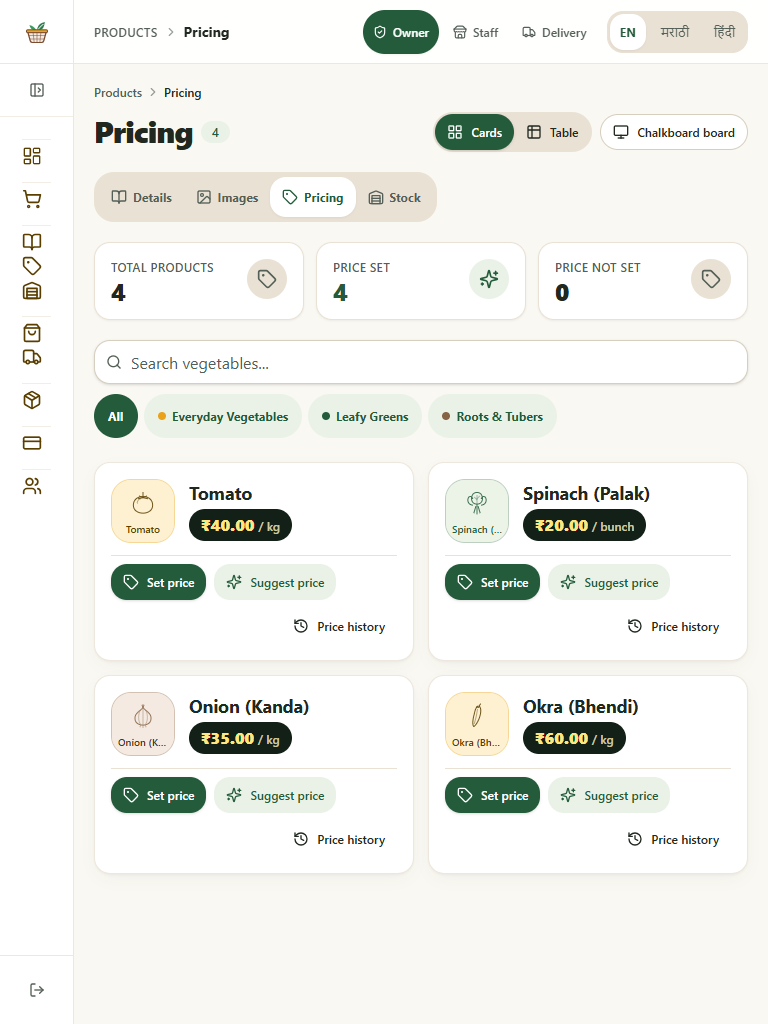 PRODUCTS > Pricing
Owner
Staff
Delivery
EN
मराठी
हिंदी
Products > Pricing
Pricing 4
Cards
Table
Chalkboard board
Details
Images
Pricing
Stock
TOTAL PRODUCTS
4
PRICE SET
4
PRICE NOT SET
0
Search vegetables...
All
Everyday Vegetables
Leafy Greens
Roots & Tubers
Tomato
Tomato
₹40.00 / kg
Set price
Suggest price
Price history
Spinach (...
Spinach (Palak)
₹20.00 / bunch
Set price
Suggest price
Price history
Onion (K...
Onion (Kanda)
₹35.00 / kg
Set price
Suggest price
Price history
Okra (Bh...
Okra (Bhendi)
₹60.00 / kg
Set price
Suggest price
Price history